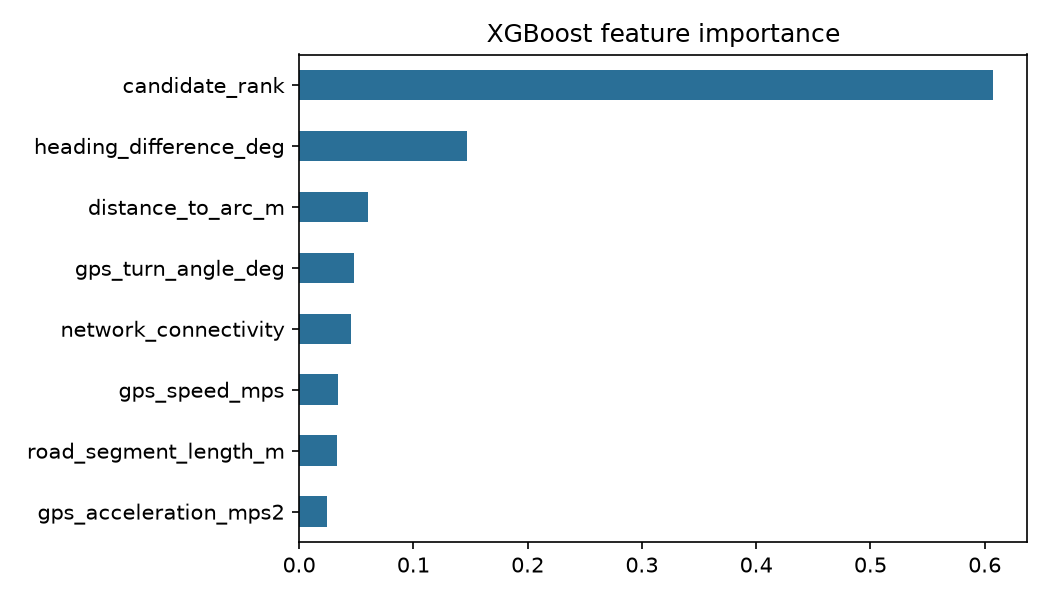 XGBoost feature importance
candidate_rank
heading_difference_deg
distance_to_arc_m
gps_turn_angle_deg
network_connectivity
gps_speed_mps
road_segment_length_m
gps_acceleration_mps2
0.0 0.1 0.2 0.3 0.4 0.5 0.6